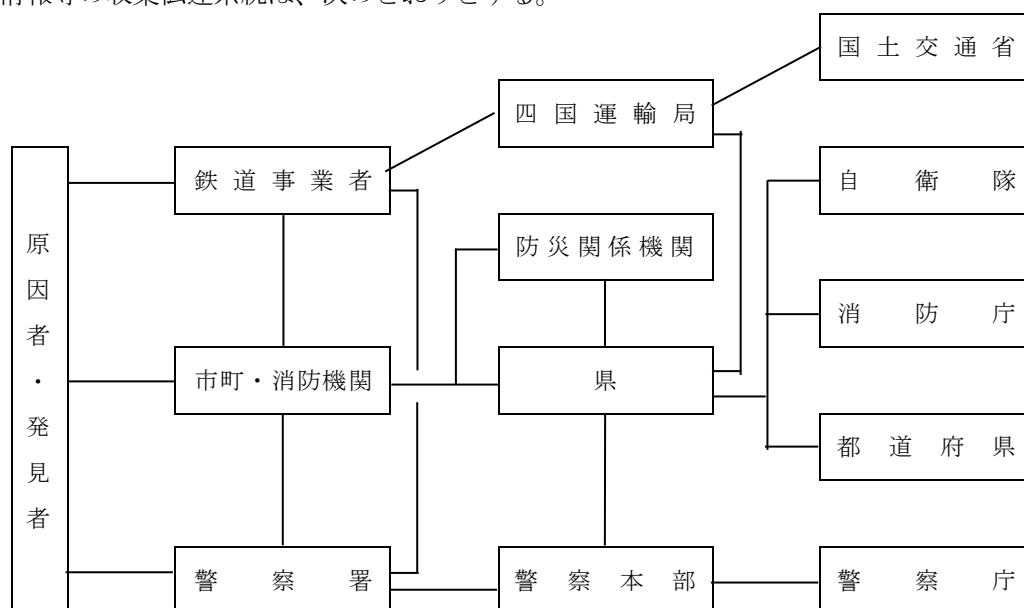 情報等の収集伝達系統は、次のとおりとする。
国土交通省
四国運輸局
鉄道事業者
自衛隊
原因者・発見者
防災関係機関
消防庁
市町・消防機関
県
都道府県
警察署
警察本部
警察庁